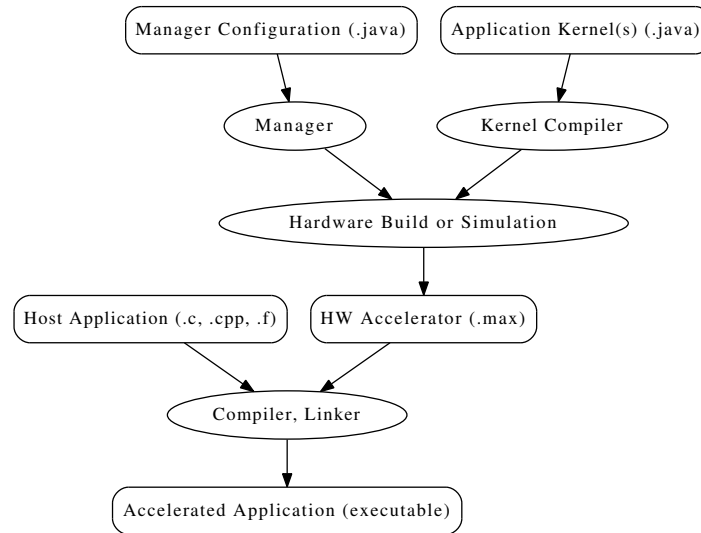 Manager Configuration (.java)
Application Kernel(s) (.java)
Manager
Kernel Compiler
Hardware Build or Simulation
Host Application (.c, .cpp, .f)
HW Accelerator (.max)
Compiler, Linker
Accelerated Application (executable)